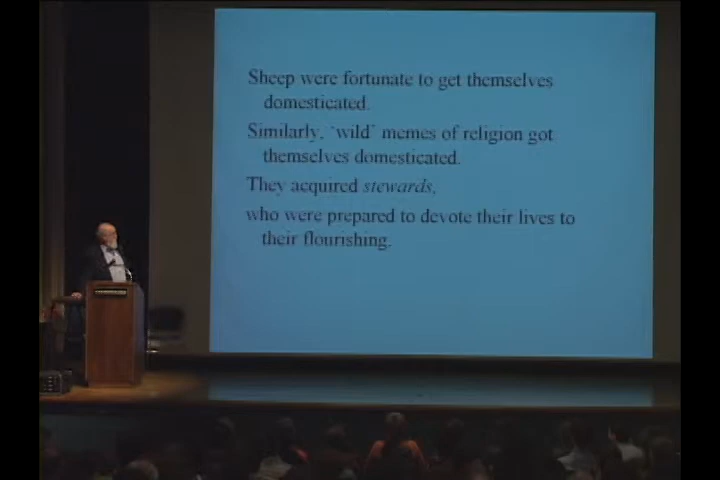 Sheep were fortunate to get themselves
domesticated.
Similarly, ‘wild’ memes of religion got
themselves domesticated.
They acquired stewards,
who were prepared to devote their lives to
their flourishing.